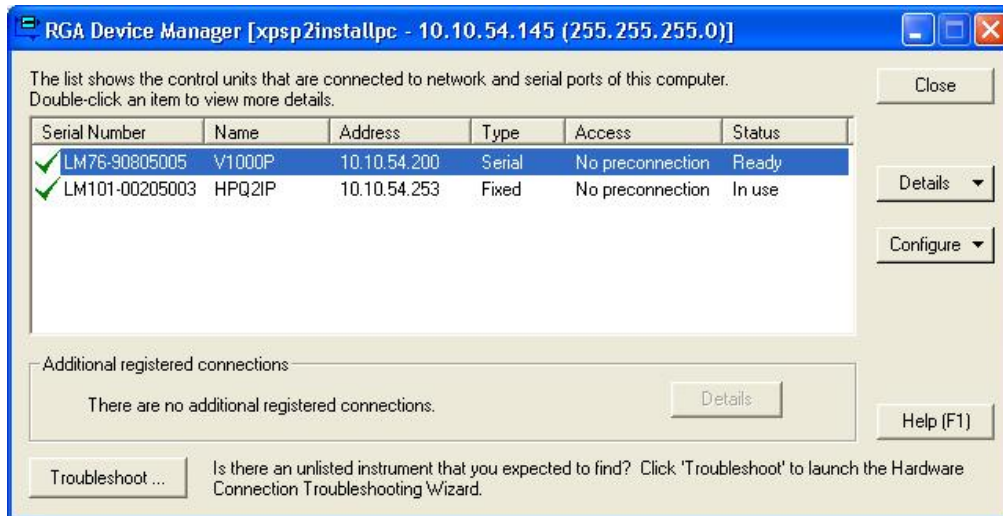 RGA Device Manager [xpsp2installpc - 10.10.54.145 (255.255.255.0)]
The list shows the control units that are connected to network and serial ports of this computer.
Double-click an item to view more details.
Close
Serial Number Name Address Type Access Status
LM76-90805005 V1000P 10.10.54.200 Serial No preconnection Ready
LM101-00205003 HPQ2IP 10.10.54.253 Fixed No preconnection In use
Details
Configure
Additional registered connections
There are no additional registered connections.
Details
Help (F1)
Troubleshoot ...
Is there an unlisted instrument that you expected to find? Click 'Troubleshoot' to launch the Hardware
Connection Troubleshooting Wizard.